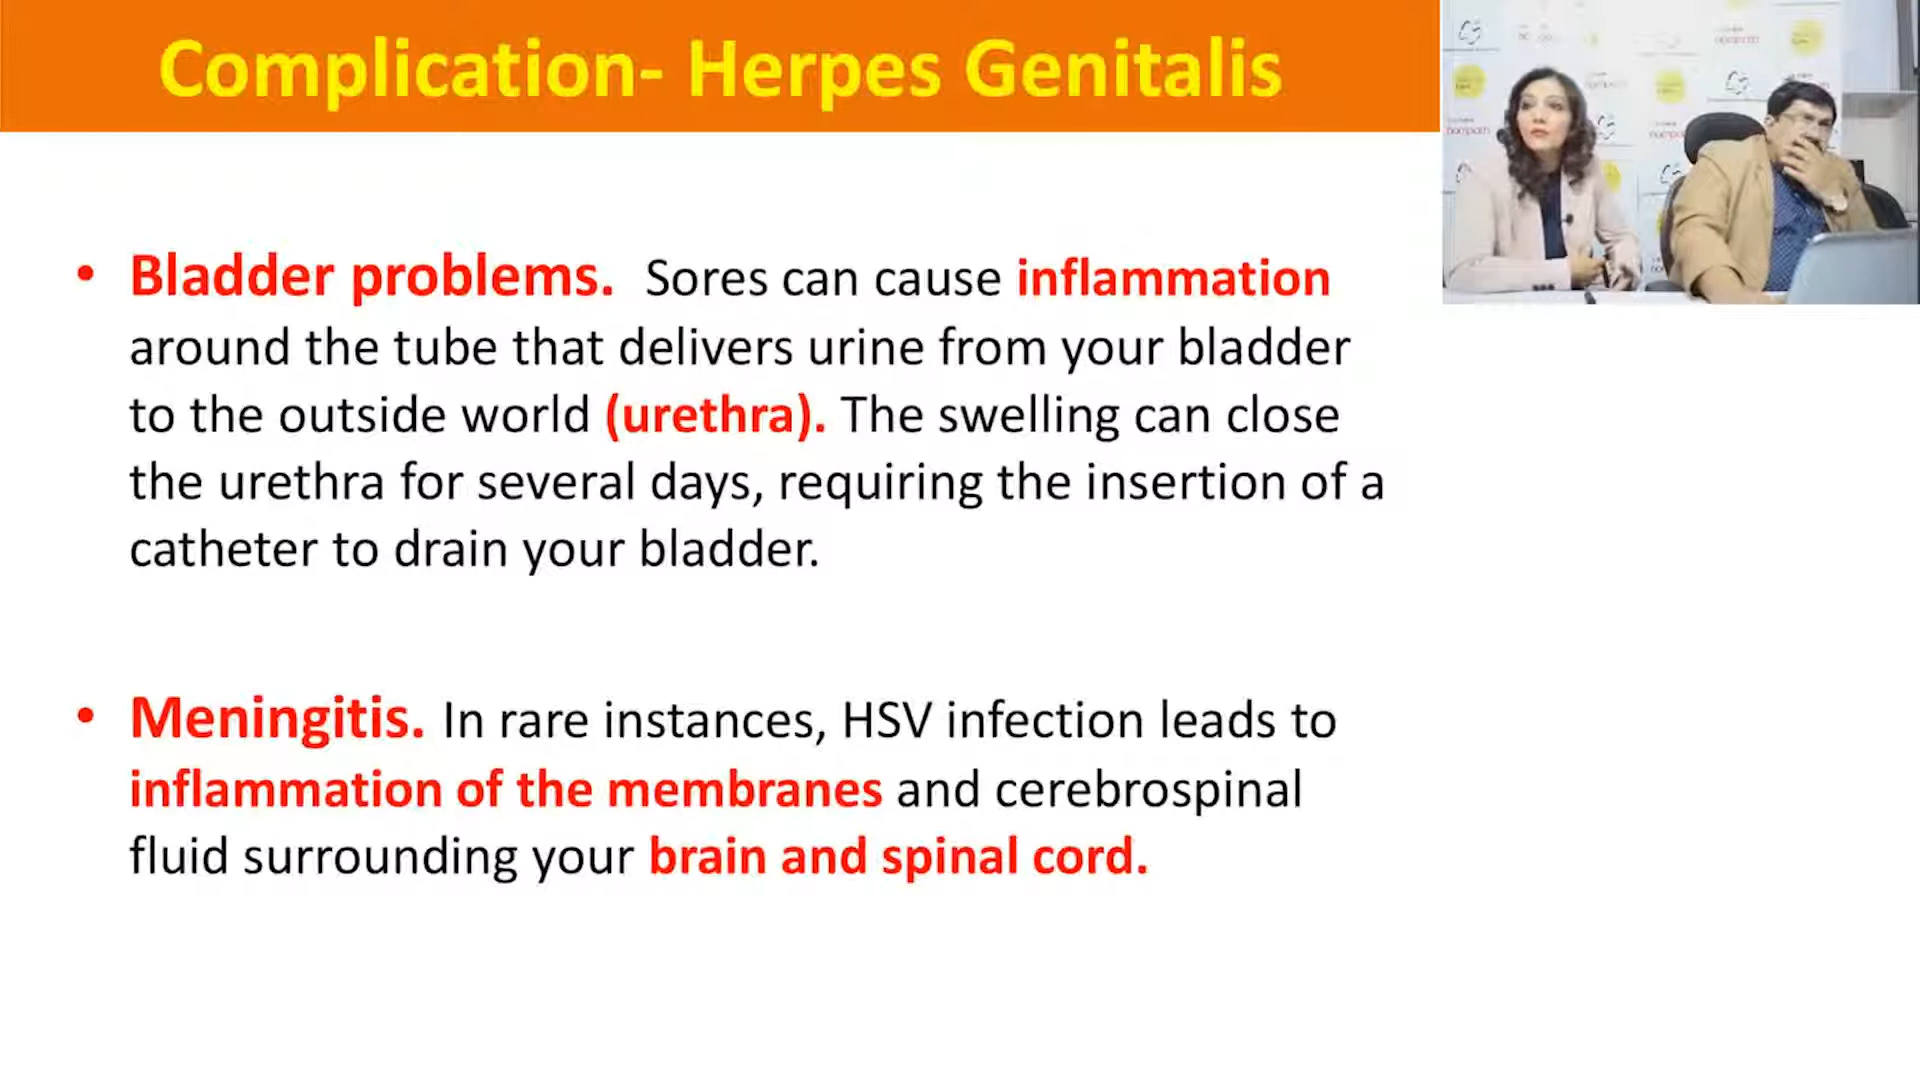 Complication- Herpes Genitalis
• Bladder problems. Sores can cause inflammation
around the tube that delivers urine from your bladder
to the outside world (urethra). The swelling can close
the urethra for several days, requiring the insertion of a
catheter to drain your bladder.
• Meningitis. In rare instances, HSV infection leads to
inflammation of the membranes and cerebrospinal
fluid surrounding your brain and spinal cord.